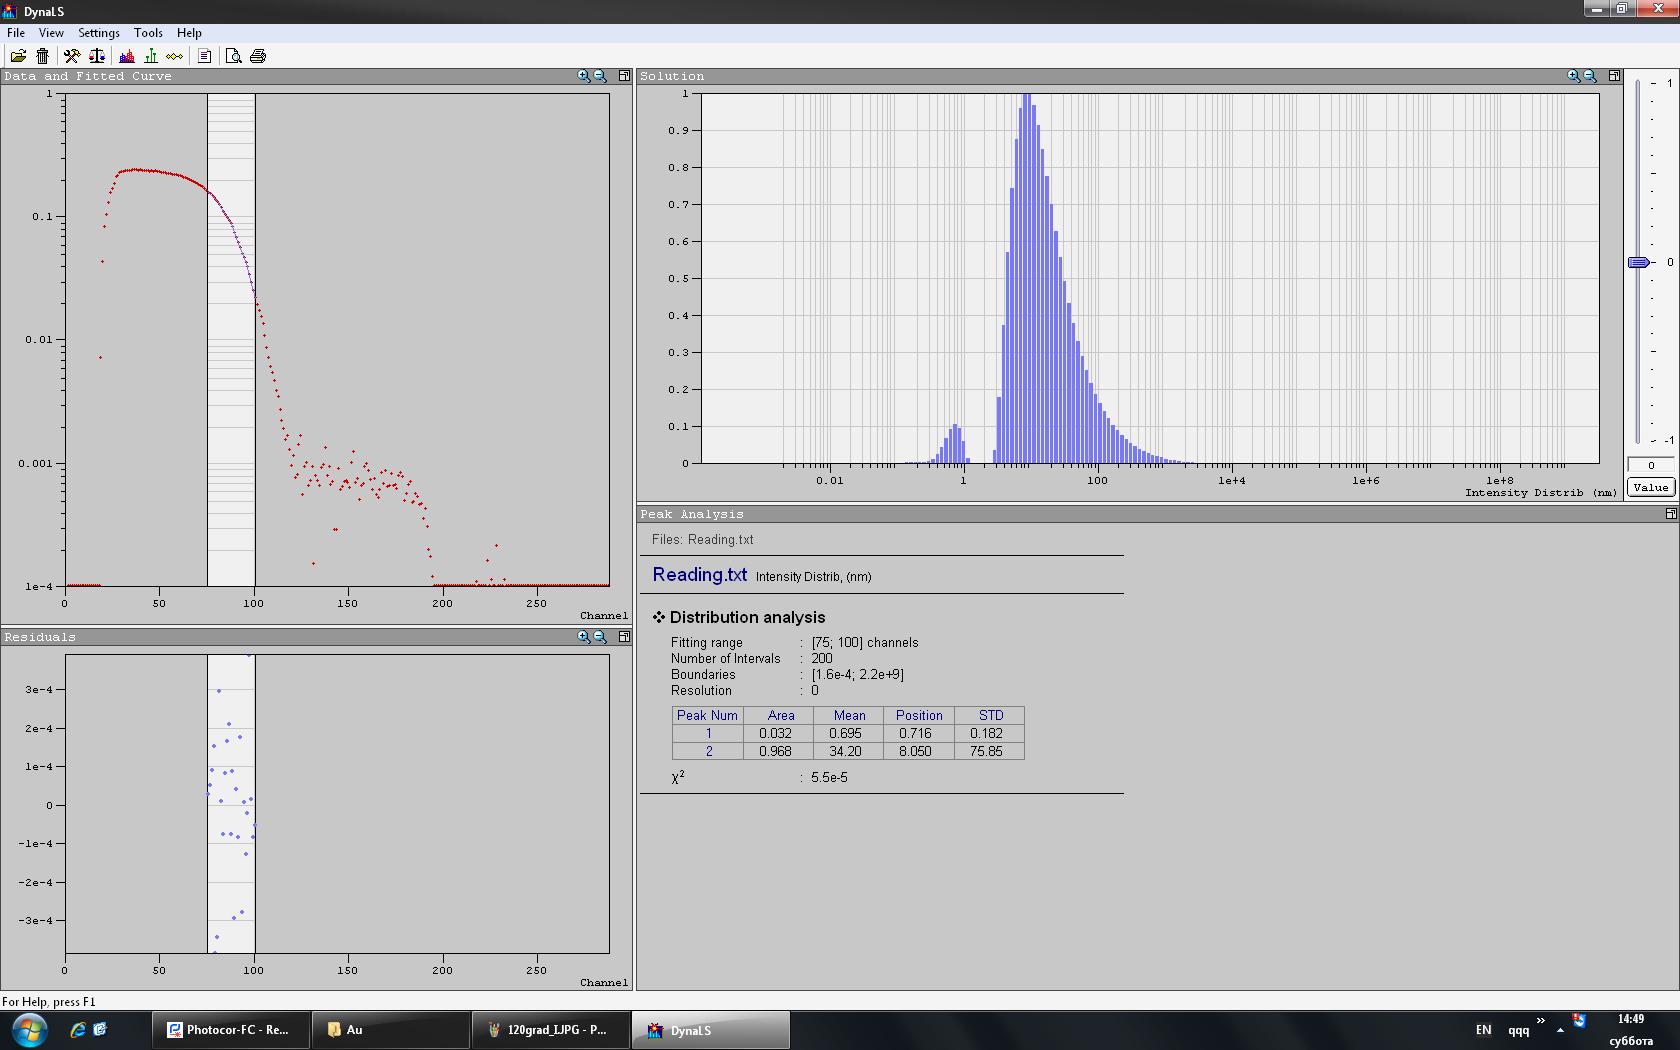 DynaLS
File View Settings Tools Help
Data and Fitted Curve
1
0.1
0.01
0.001
1e-4
0 50 100 150 200 250
Channel
Residuals
3e-4
2e-4
1e-4
0
-1e-4
-2e-4
-3e-4
0 50 100 150 200 250
Channel
Solution
1
0.9
0.8
0.7
0.6
0.5
0.4
0.3
0.2
0.1
0
0.01 1 100 1e+4 1e+6 1e+8
Intensity Distrib (nm)
1
0
-1
0
Value
Peak Analysis
Files: Reading.txt
Reading.txt Intensity Distrib, (nm)
❖ Distribution analysis
Fitting range : [75; 100] channels
Number of Intervals : 200
Boundaries : [1.6e-4; 2.2e+9]
Resolution : 0
Peak Num Area Mean Position STD
1 0.032 0.695 0.716 0.182
2 0.968 34.20 8.050 75.85
χ² : 5.5e-5
For Help, press F1
Photocor-FC - Re... Au 120grad_I.JPG - P... DynaLS EN qqq » 14:49
суббота